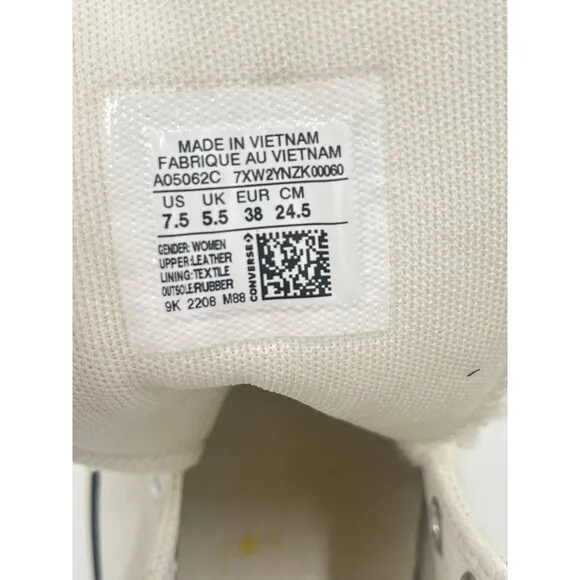 MADE IN VIETNAM
FABRIQUE AU VIETNAM
A05062C 7XW2YNZK00060
US UK EUR CM
7.5 5.5 38 24.5
GENDER: WOMEN
UPPER:LEATHER
LINING:TEXTILE
OUTSOLE:RUBBER
9K 2208 M88
CONVERSE